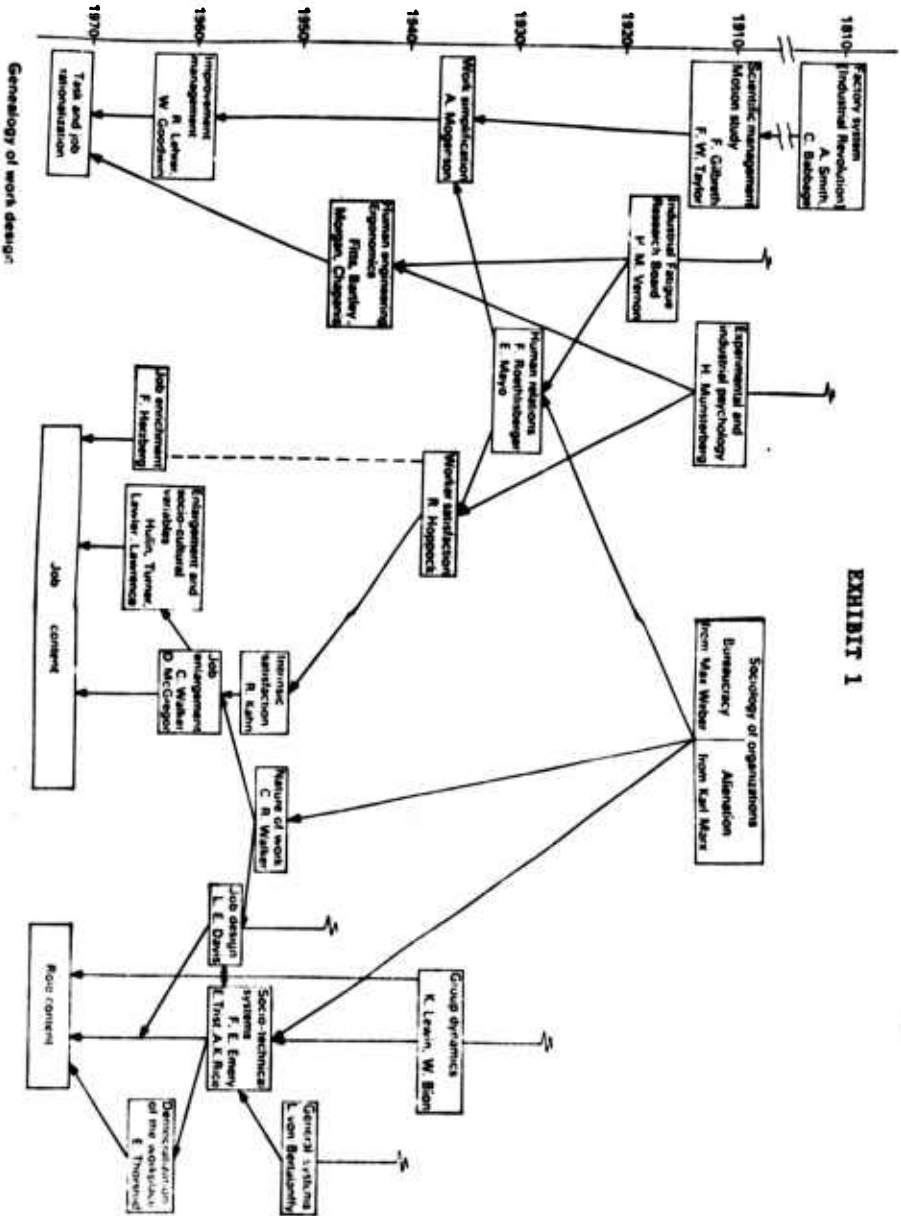 EXHIBIT 1
1810-
1910-
1920-
1930-
1940-
1950-
1960-
1970-
Factory system
(Industrial Revolution)
A. Smith,
C. Babbage
Scientific management
Motion study
F. Gilbreth
F. W. Taylor
Experimental and
industrial psychology
H. Munsterberg
Sociology of organizations
Bureaucracy
from Max Weber
Alienation
from Karl Marx
Industrial Fatigue
Research Board
H. M. Vernon
Human relations
F. Roethlisberger
E. Mayo
Work simplification
A. Mogenson
Worker satisfaction
R. Hoppock
Group dynamics
K. Lewin, W. Bion
Human engineering
Ergonomics
Fitts, Bartley,
Morgan, Chapanis
Intrinsic
satisfaction
R. Kahn
Nature of work
C. R. Walker
General systems
L. von Bertalanffy
Improvement
management
R. Lehrer,
W. Goodwin
Job
enlargement
C. Walker
D. McGregor
Job design
L. E. Davis
Socio-technical
systems
F. E. Emery
E. Trist, A.K. Rice
Job enrichment
F. Herzberg
Enlargement and
socio-cultural
variables
Hulin, Turner,
Lawler, Lawrence
Democratization
of the workplace
E. Thorsrud
Task and job
rationalization
Job content
Role content
Genealogy of work design